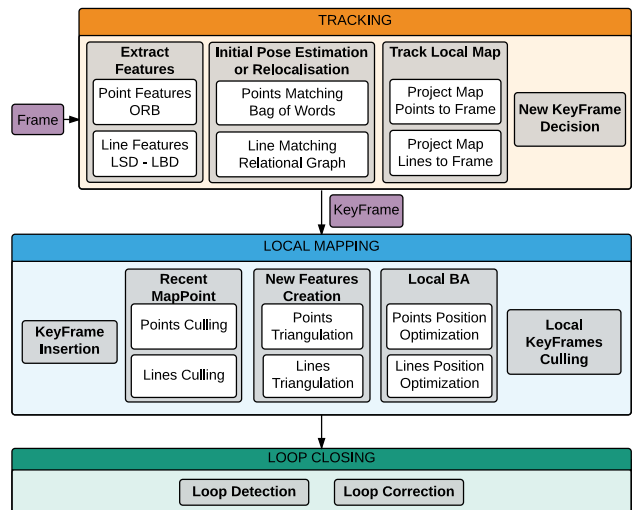 TRACKING
Frame
Extract
Features
Point Features
ORB
Line Features
LSD - LBD
Initial Pose Estimation
or Relocalisation
Points Matching
Bag of Words
Line Matching
Relational Graph
Track Local Map
Project Map
Points to Frame
Project Map
Lines to Frame
New KeyFrame
Decision
KeyFrame
LOCAL MAPPING
KeyFrame
Insertion
Recent
MapPoint
Points Culling
Lines Culling
New Features
Creation
Points
Triangulation
Lines
Triangulation
Local BA
Points Position
Optimization
Lines Position
Optimization
Local
KeyFrames
Culling
LOOP CLOSING
Loop Detection
Loop Correction